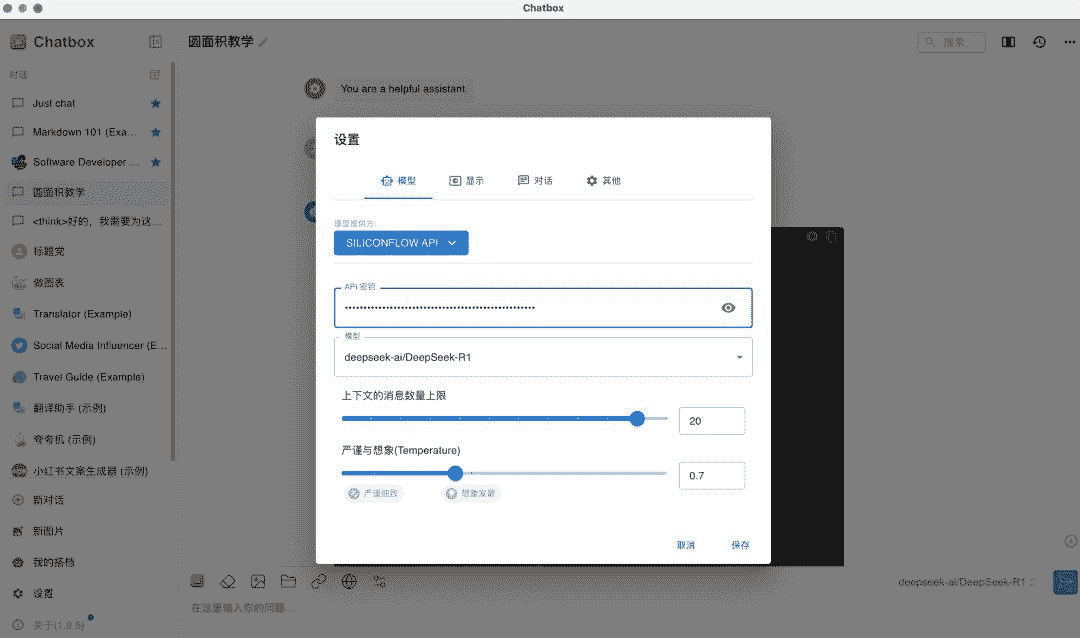 Chatbox
Chatbox
圆面积教学
搜索
对话
Just chat
Markdown 101 (Exa...
Software Developer ...
圆面积教学
<think>好的，我需要为这...
标题党
做图表
Translator (Example)
Social Media Influencer (E...
Travel Guide (Example)
翻译助手 (示例)
夸夸机 (示例)
小红书文案生成器 (示例)
新对话
新图片
我的搭档
设置
关于(1.9.5)
You are a helpful assistant.
设置
模型
显示
对话
其他
模型提供方:
SILICONFLOW API
API 密钥
模型
deepseek-ai/DeepSeek-R1
上下文的消息数量上限
20
严谨与想象(Temperature)
0.7
严谨细致
想象发散
取消
保存
deepseek-ai/DeepSeek-R1
在这里输入你的问题...